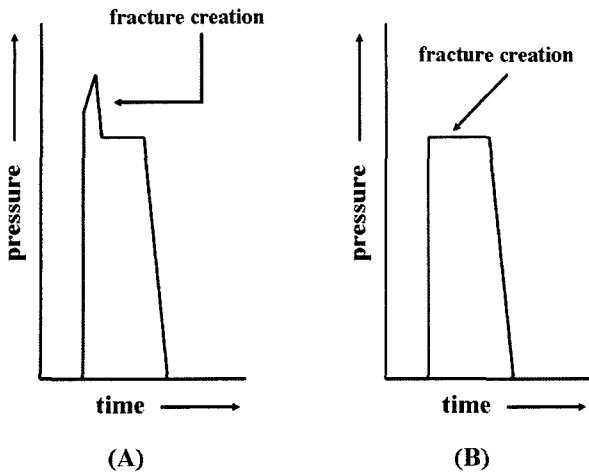 fracture creation
pressure
time
(A)
fracture creation
pressure
time
(B)